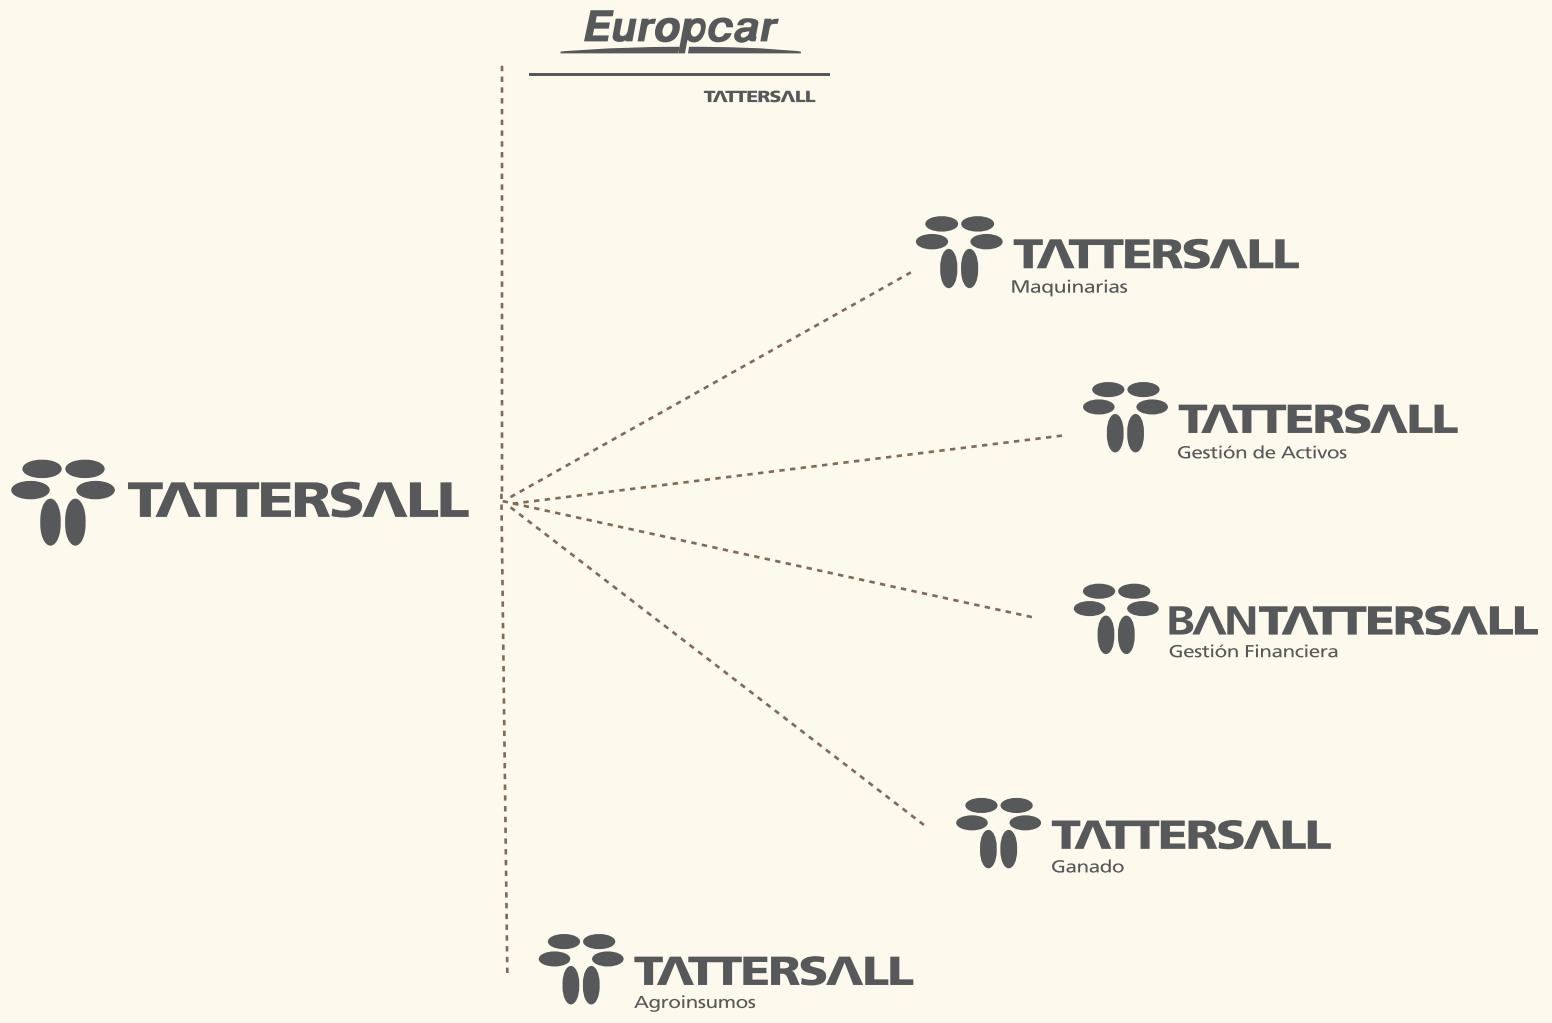 Europcar
TATTERSALL
TATTERSALL
Maquinarias
TATTERSALL
Gestión de Activos
TATTERSALL
BANTATTERSALL
Gestión Financiera
TATTERSALL
Ganado
TATTERSALL
Agroinsumos